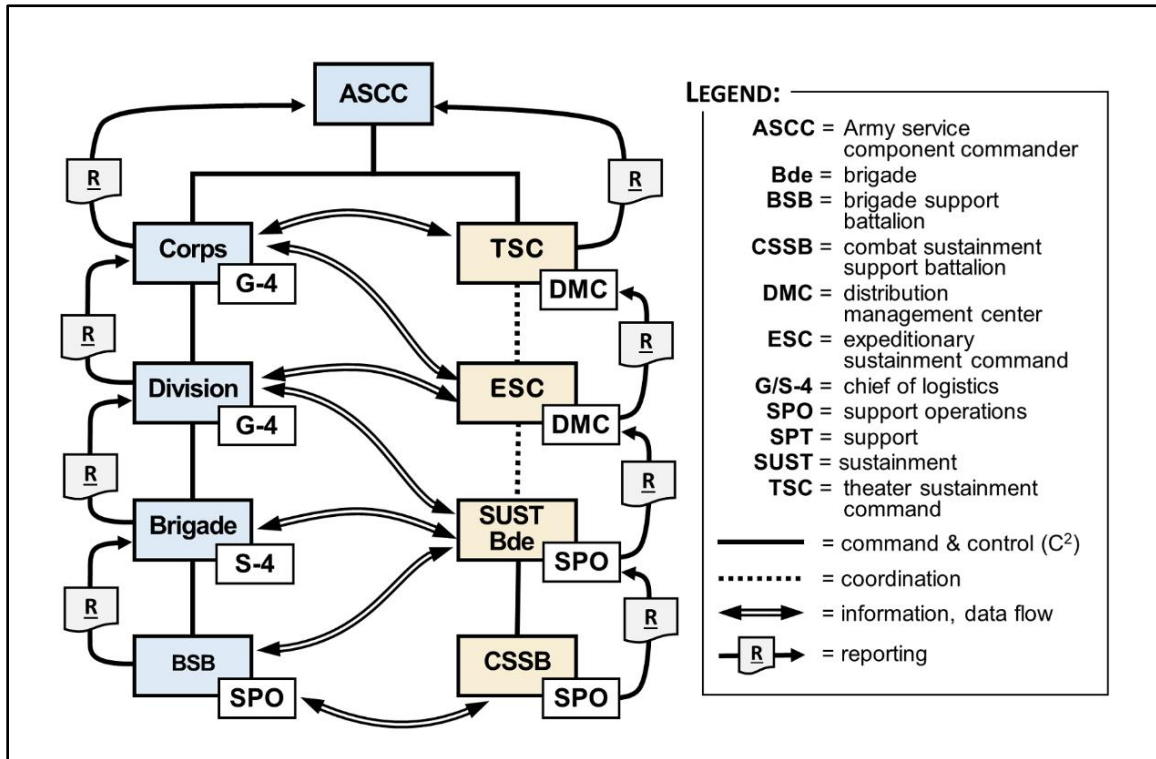 ASCC
R
R
Corps
G-4
TSC
DMC
R
R
Division
G-4
ESC
DMC
R
R
Brigade
S-4
SUST
Bde
SPO
R
R
BSB
SPO
CSSB
SPO
LEGEND:
ASCC = Army service
component commander
Bde = brigade
BSB = brigade support
battalion
CSSB = combat sustainment
support battalion
DMC = distribution
management center
ESC = expeditionary
sustainment command
G/S-4 = chief of logistics
SPO = support operations
SPT = support
SUST = sustainment
TSC = theater sustainment
command
= command & control (C²)
= coordination
= information, data flow
R = reporting